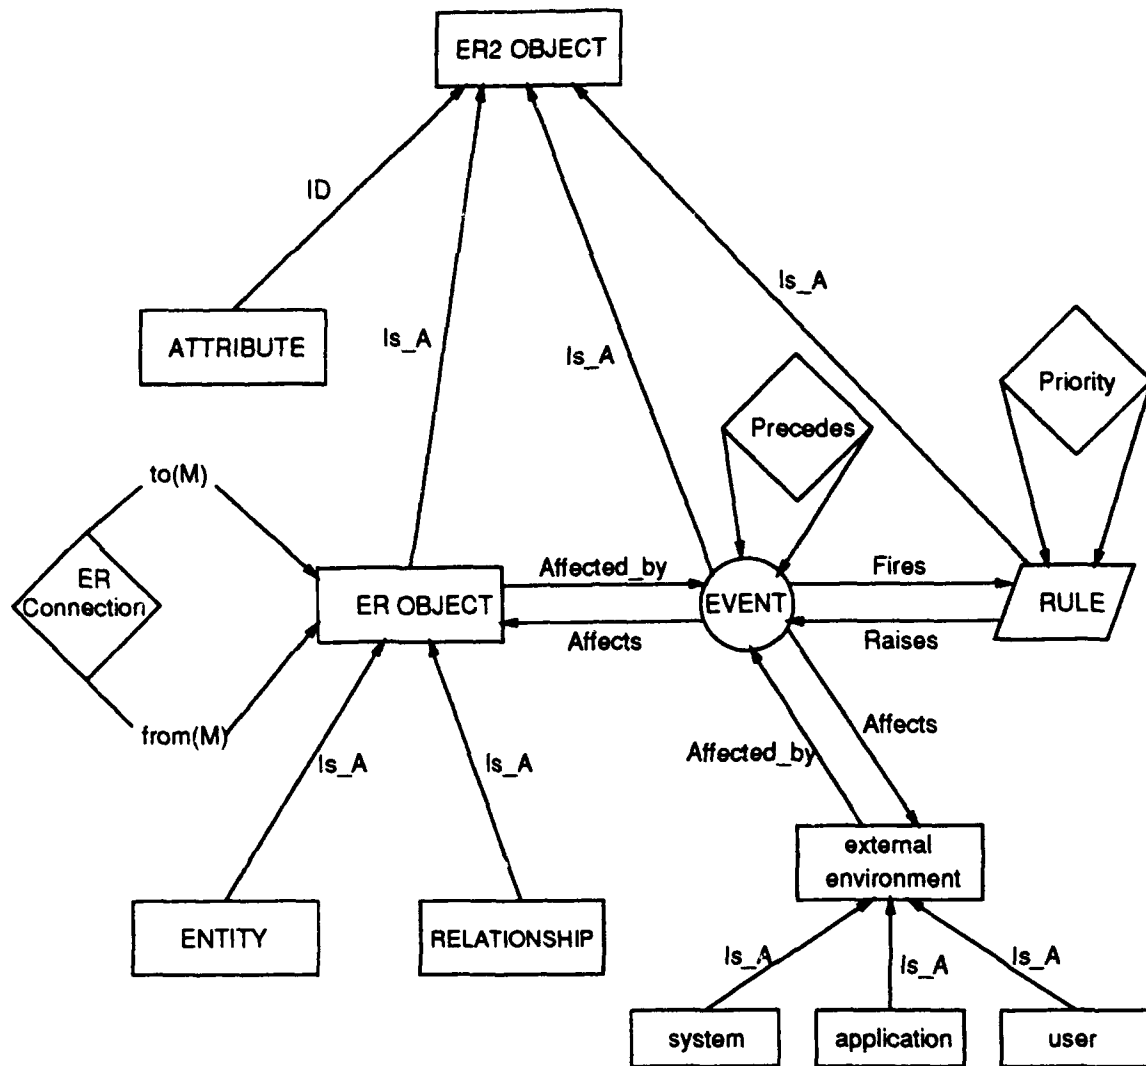 ER2 OBJECT
ID
Is_A
Is_A
Is_A
ATTRIBUTE
Priority
Precedes
to(M)
ER
Connection
from(M)
ER OBJECT
Affected_by
Affects
EVENT
Fires
Raises
RULE
Is_A
Is_A
Affected_by
Affects
external
environment
ENTITY
RELATIONSHIP
Is_A
Is_A
Is_A
system
application
user